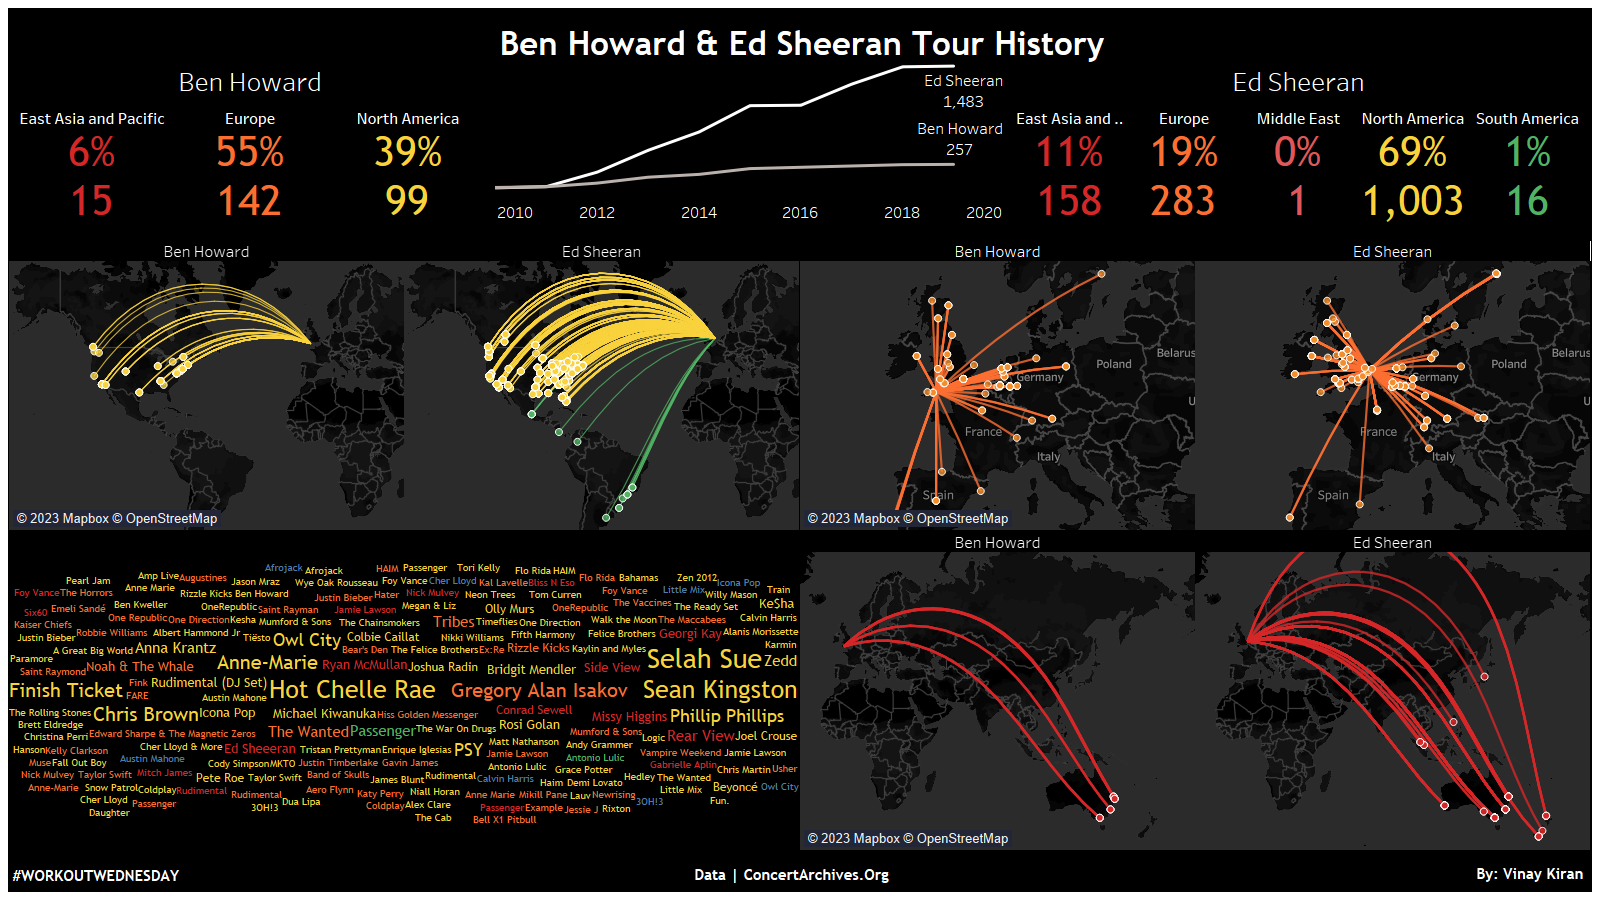 Ben Howard & Ed Sheeran Tour History
Ben Howard
East Asia and Pacific
6%
15
Europe
55%
142
North America
39%
99
Ed Sheeran
1,483
Ben Howard
257
2010 2012 2014 2016 2018 2020
Ed Sheeran
East Asia and ..
11%
158
Europe
19%
283
Middle East
0%
1
North America
69%
1,003
South America
1%
16
Ben Howard
Ed Sheeran
© 2023 Mapbox © OpenStreetMap
Ben Howard
Poland
Belarus
Germany
U
France
Italy
Spain
© 2023 Mapbox © OpenStreetMap
Ed Sheeran
Poland
Belarus
Germany
U
France
Italy
Spain
Afrojack Afrojack HAIM Passenger Tori Kelly Flo Rida HAIM
Pearl Jam Amp Live Augustines Jason Mraz Wye Oak Rousseau Foy Vance Cher Lloyd Kal Lavelle Bliss N Eso Flo Rida Bahamas Zen 2012 Icona Pop
Foy Vance The Horrors Anne Marie Rizzle Kicks Ben Howard Justin Bieber Hater Nick Mulvey Neon Trees Tom Curren Foy Vance Little Mix Willy Mason Train
Six60 Emeli Sandé Ben Kweller OneRepublic Saint Rayman Jamie Lawson Megan & Liz Olly Murs OneRepublic The Vaccines The Ready Set Ke$ha
Kaiser Chiefs One Republic One Direction Kesha Mumford & Sons The Chainsmokers Tribes Timeflies One Direction Walk the Moon The Maccabees Calvin Harris
Justin Bieber Robbie Williams Albert Hammond Jr Tiësto Owl City Colbie Caillat Nikki Williams Fifth Harmony Felice Brothers Georgi Kay Alanis Morissette
Paramore A Great Big World Anna Krantz Bear's Den The Felice Brothers Ex:Re Rizzle Kicks Kaylin and Myles Karmin
Saint Raymond Noah & The Whale Anne-Marie Ryan McMullan Joshua Radin Bridgit Mendler Side View Selah Sue Zedd
Finish Ticket Fink Rudimental (DJ Set) Hot Chelle Rae Gregory Alan Isakov Sean Kingston
FARE Austin Mahone
The Rolling Stones Chris Brown Icona Pop Michael Kiwanuka Hiss Golden Messenger Conrad Sewell Missy Higgins Phillip Phillips
Brett Eldredge Edward Sharpe & The Magnetic Zeros The Wanted Passenger The War On Drugs Rosi Golan Mumford & Sons Logic Rear View Joel Crouse
Christina Perri Cher Lloyd & More Ed Sheeeran Tristan Prettyman Enrique Iglesias PSY Matt Nathanson Andy Grammer
Hanson Kelly Clarkson Austin Mahone Cody Simpson MKTO Justin Timberlake Gavin James Jamie Lawson Antonio Lulic Vampire Weekend Jamie Lawson
Muse Fall Out Boy Mitch James Antonio Lulic Grace Potter Gabrielle Aplin Chris Martin Usher
Nick Mulvey Taylor Swift Pete Roe Taylor Swift Band of Skulls James Blunt Rudimental Calvin Harris Haim Demi Lovato Hedley The Wanted Beyoncé Owl City
Anne-Marie Snow Patrol Coldplay Rudimental Rudimental Aero Flynn Katy Perry Niall Horan Anne Marie Mikill Pane Lauv Newrising Little Mix
Cher Lloyd Passenger 3OH!3 Dua Lipa Coldplay Alex Clare Passenger Example Jessie J Rixton 3OH!3 Fun.
Daughter The Cab Bell X1 Pitbull
Ben Howard
© 2023 Mapbox © OpenStreetMap
Ed Sheeran
#WORKOUTWEDNESDAY
Data | ConcertArchives.Org
By: Vinay Kiran